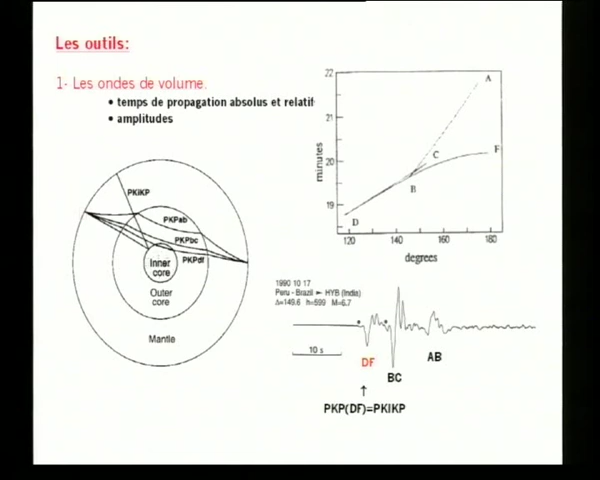 Les outils:
1- Les ondes de volume.
• temps de propagation absolus et relatif
• amplitudes
PKIKP
PKPab
PKPbc
PKPdf
Inner
core
Outer
core
Mantle
22
21
20
19
minutes
A
C
F
B
D
120
140
160
180
degrees
1990 10 17
Peru - Brazil ► HYB (India)
Δ=149.6 h=599 M=6.7
10 s
DF
BC
AB
↑
PKP(DF)=PKIKP